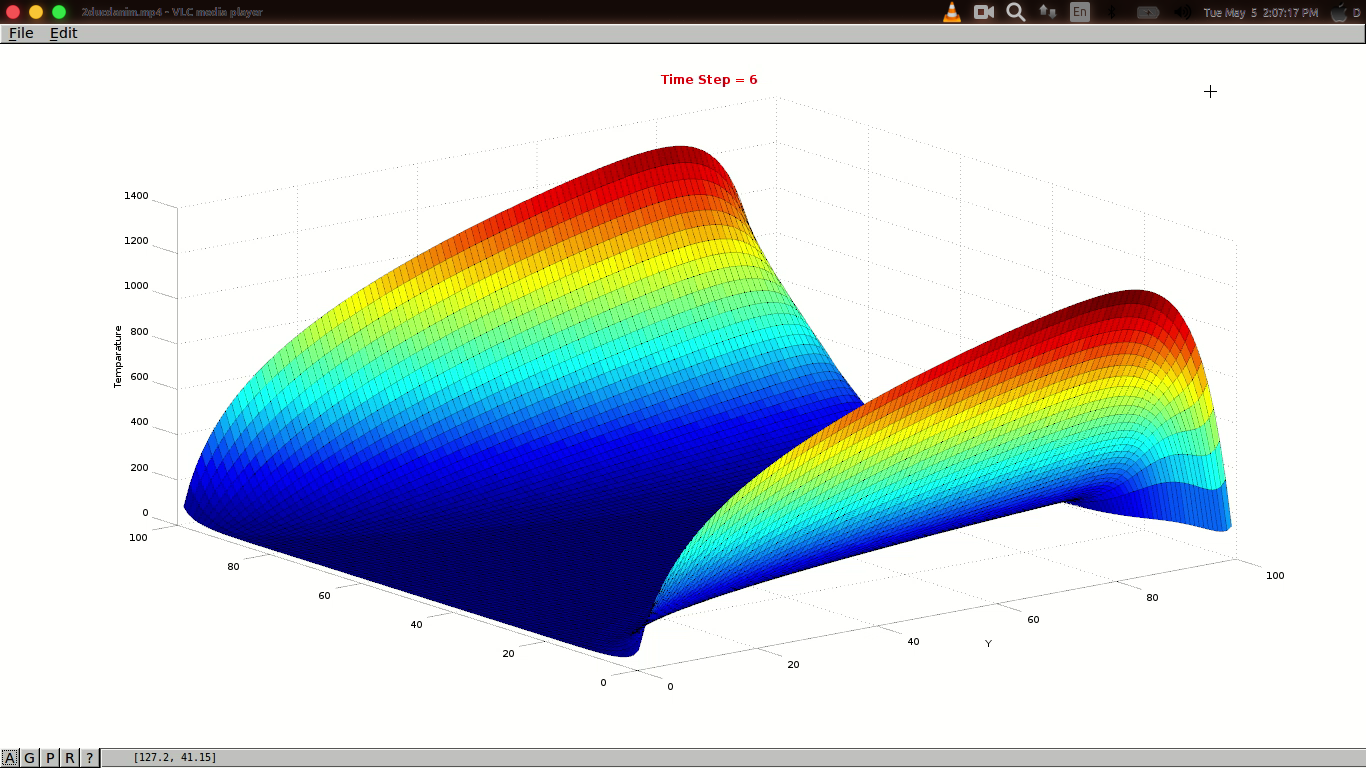 2duxianim.mp4 - VLC media player
En
Tue May 5 2:07:17 PM
D
File Edit
Time Step = 6
1400
1200
1000
800
600
400
200
0
Temparature
100
80
60
40
20
0
0
20
40
60
80
100
Y
A G P R ?
[127.2, 41.15]